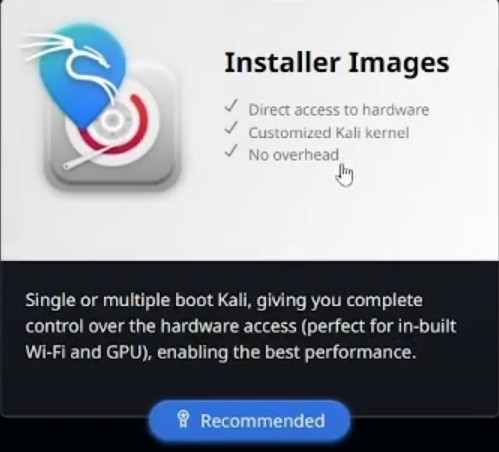 Installer Images
✓ Direct access to hardware
✓ Customized Kali kernel
✓ No overhead
Single or multiple boot Kali, giving you complete
control over the hardware access (perfect for in-built
Wi-Fi and GPU), enabling the best performance.
Recommended